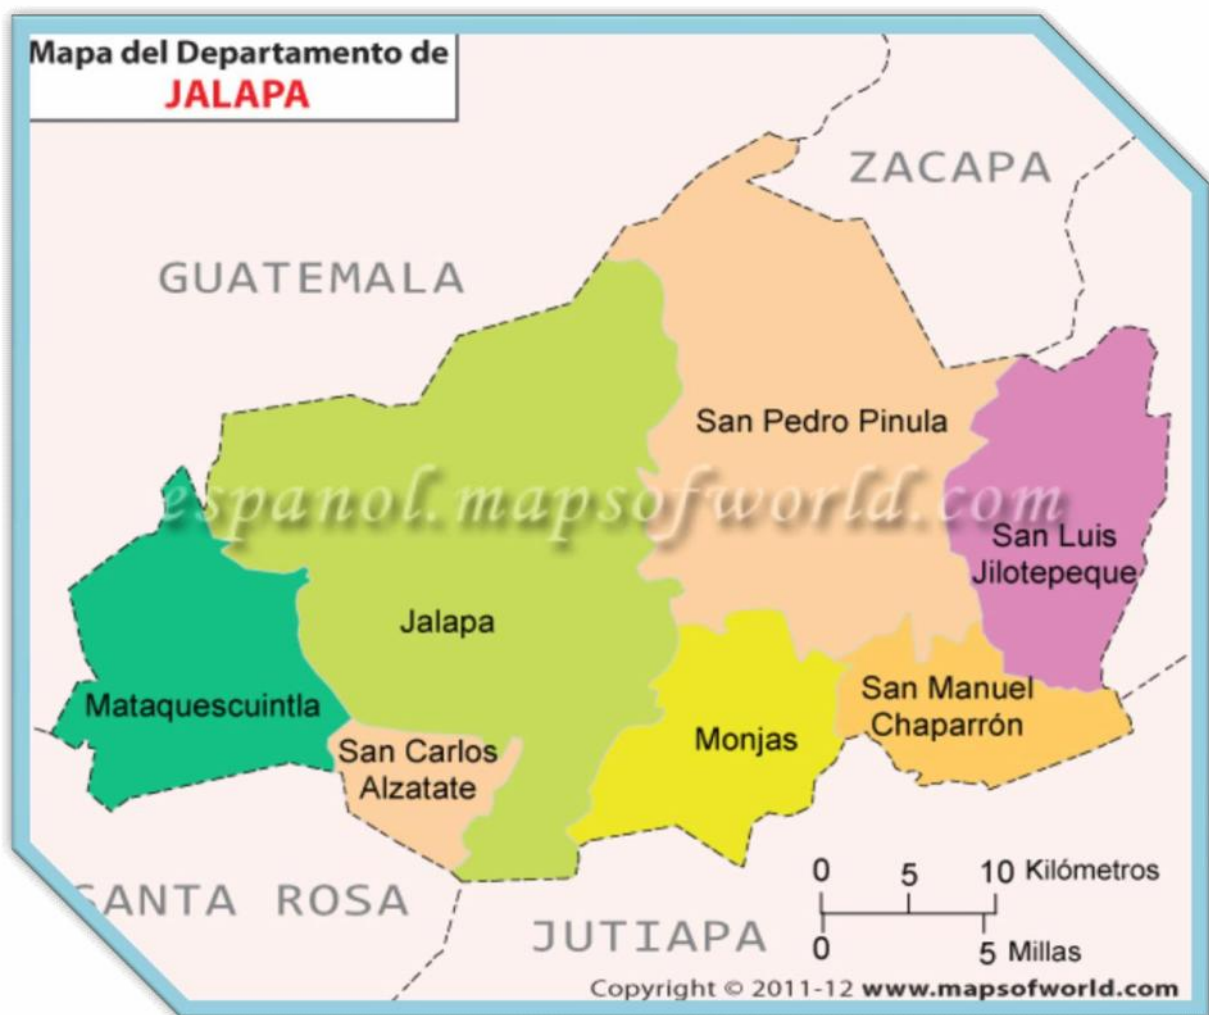 Mapa del Departamento de
JALAPA
ZACAPA
GUATEMALA
San Pedro Pinula
espanol.mapsofworld.com
San Luis
Jilotepeque
Jalapa
Mataquescuintla
San Manuel
Chaparrón
Monjas
San Carlos
Alzatate
0 5 10 Kilómetros
SANTA ROSA
JUTIAPA
0 5 Millas
Copyright © 2011-12 www.mapsofworld.com